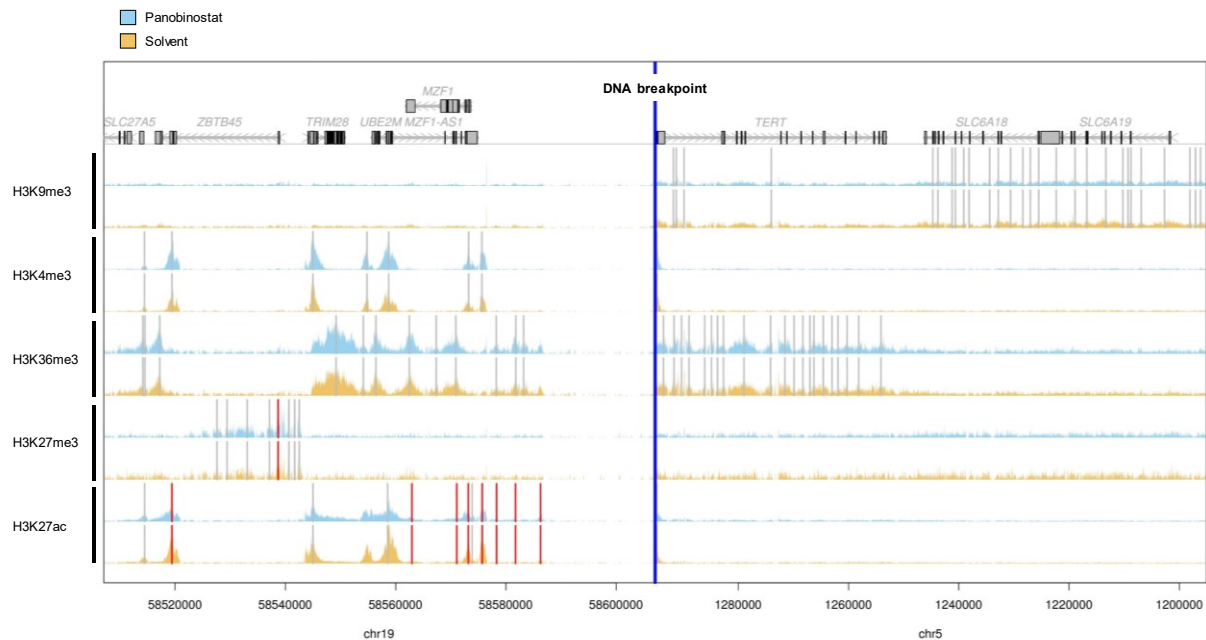 Panobinostat
Solvent
DNA breakpoint
MZF1
SLC27A5 ZBTB45 TRIM28 UBE2M MZF1-AS1 TERT SLC6A18 SLC6A19
H3K9me3
H3K4me3
H3K36me3
H3K27me3
H3K27ac
58520000 58540000 58560000 58580000 58600000 1280000 1260000 1240000 1220000 1200000
chr19 chr5